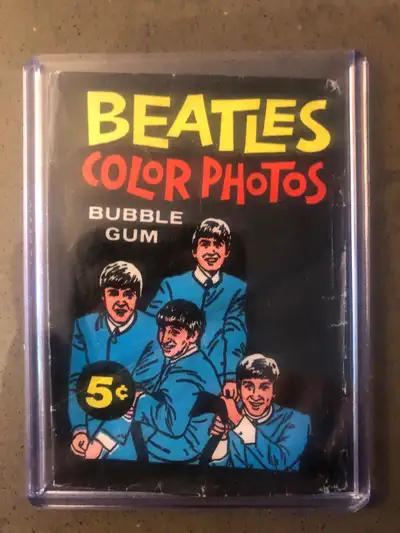 BEATLES
COLOR PHOTOS
BUBBLE
GUM
5¢